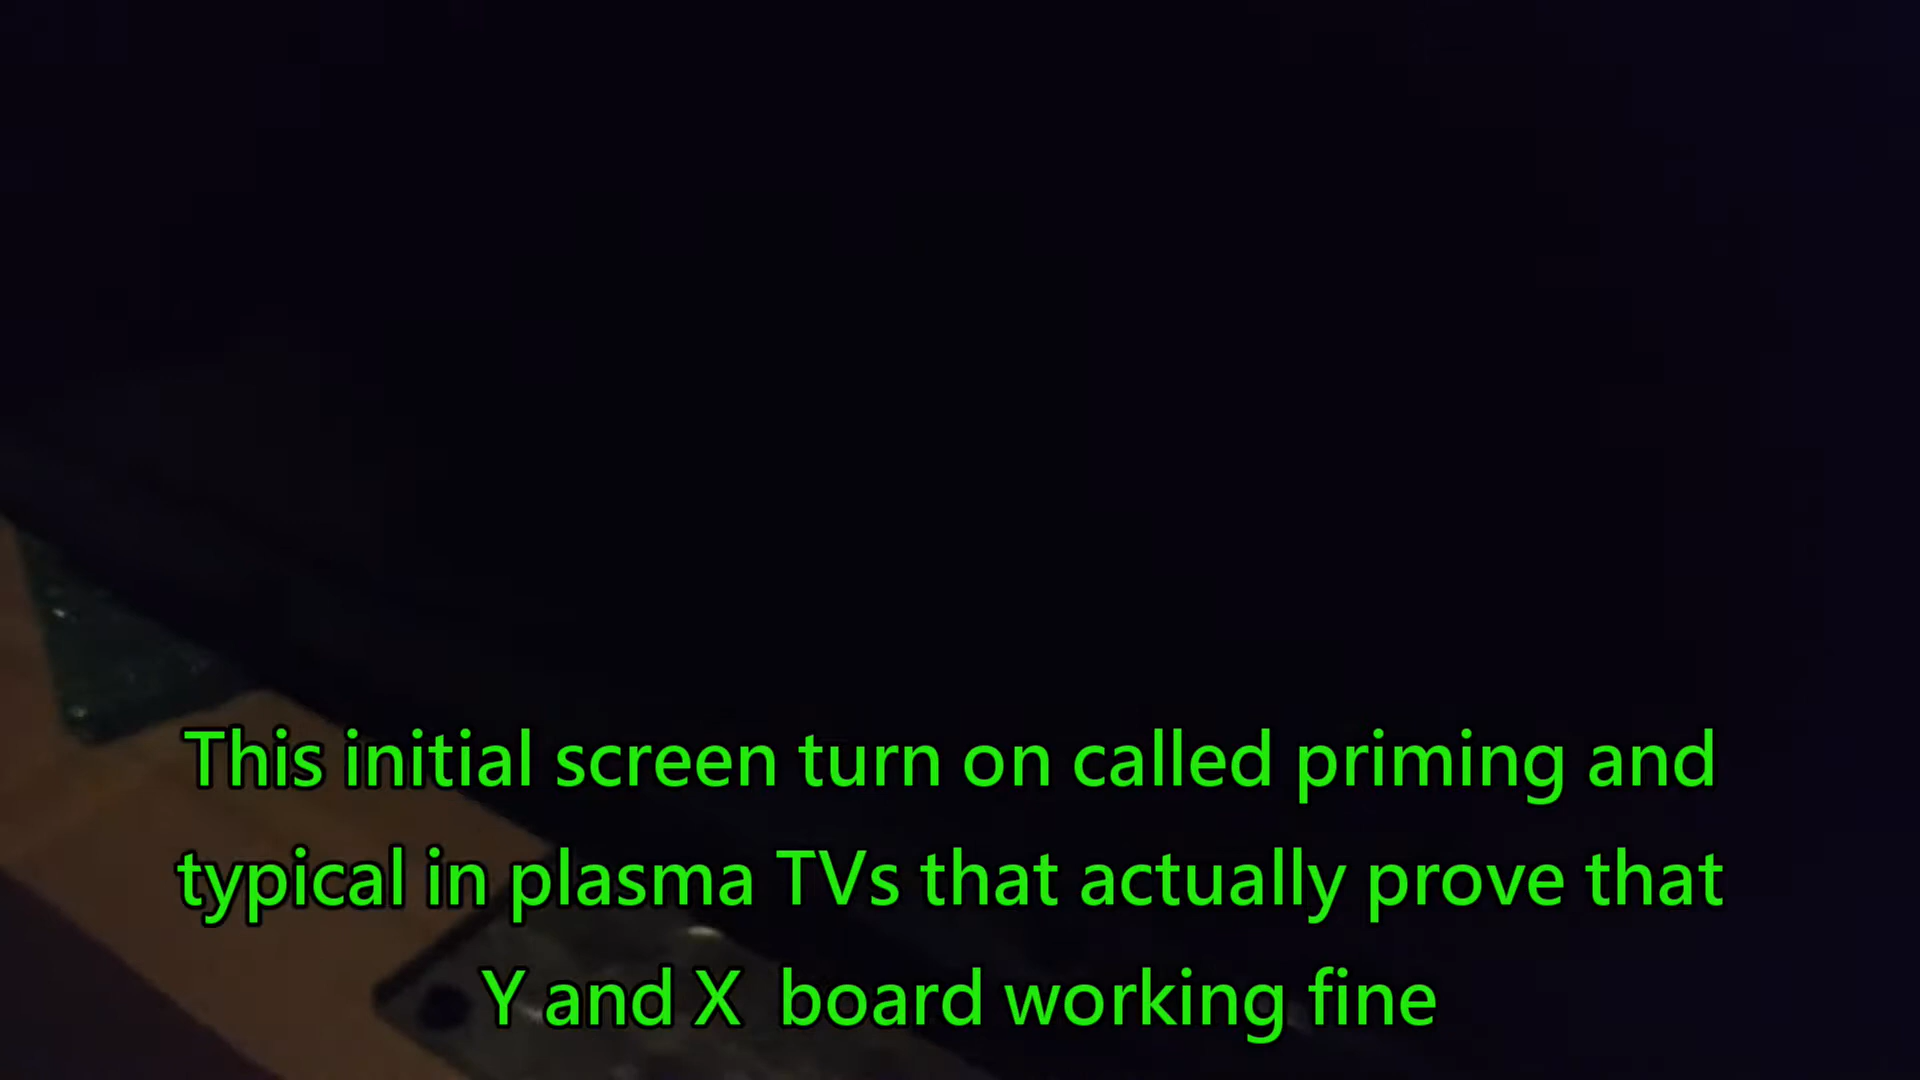 This initial screen turn on called priming and
typical in plasma TVs that actually prove that
Y and X  board working fine